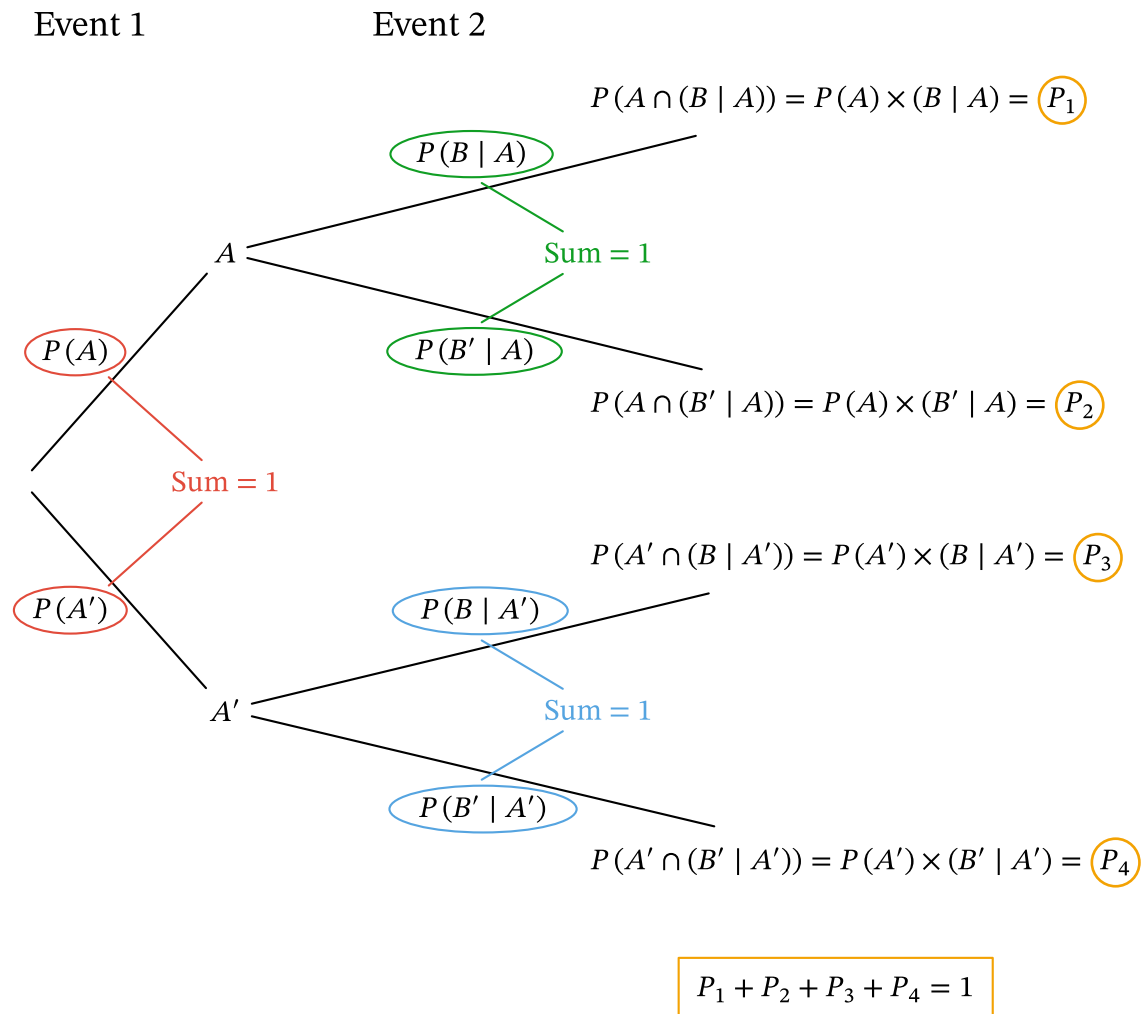 Event 1 Event 2
P(A ∩ (B | A)) = P(A) × (B | A) = P₁
P(B | A)
A
Sum = 1
P(A)
P(B′ | A)
P(A ∩ (B′ | A)) = P(A) × (B′ | A) = P₂
Sum = 1
P(A′ ∩ (B | A′)) = P(A′) × (B | A′) = P₃
P(A′)
P(B | A′)
A′
Sum = 1
P(B′ | A′)
P(A′ ∩ (B′ | A′)) = P(A′) × (B′ | A′) = P₄
P₁ + P₂ + P₃ + P₄ = 1